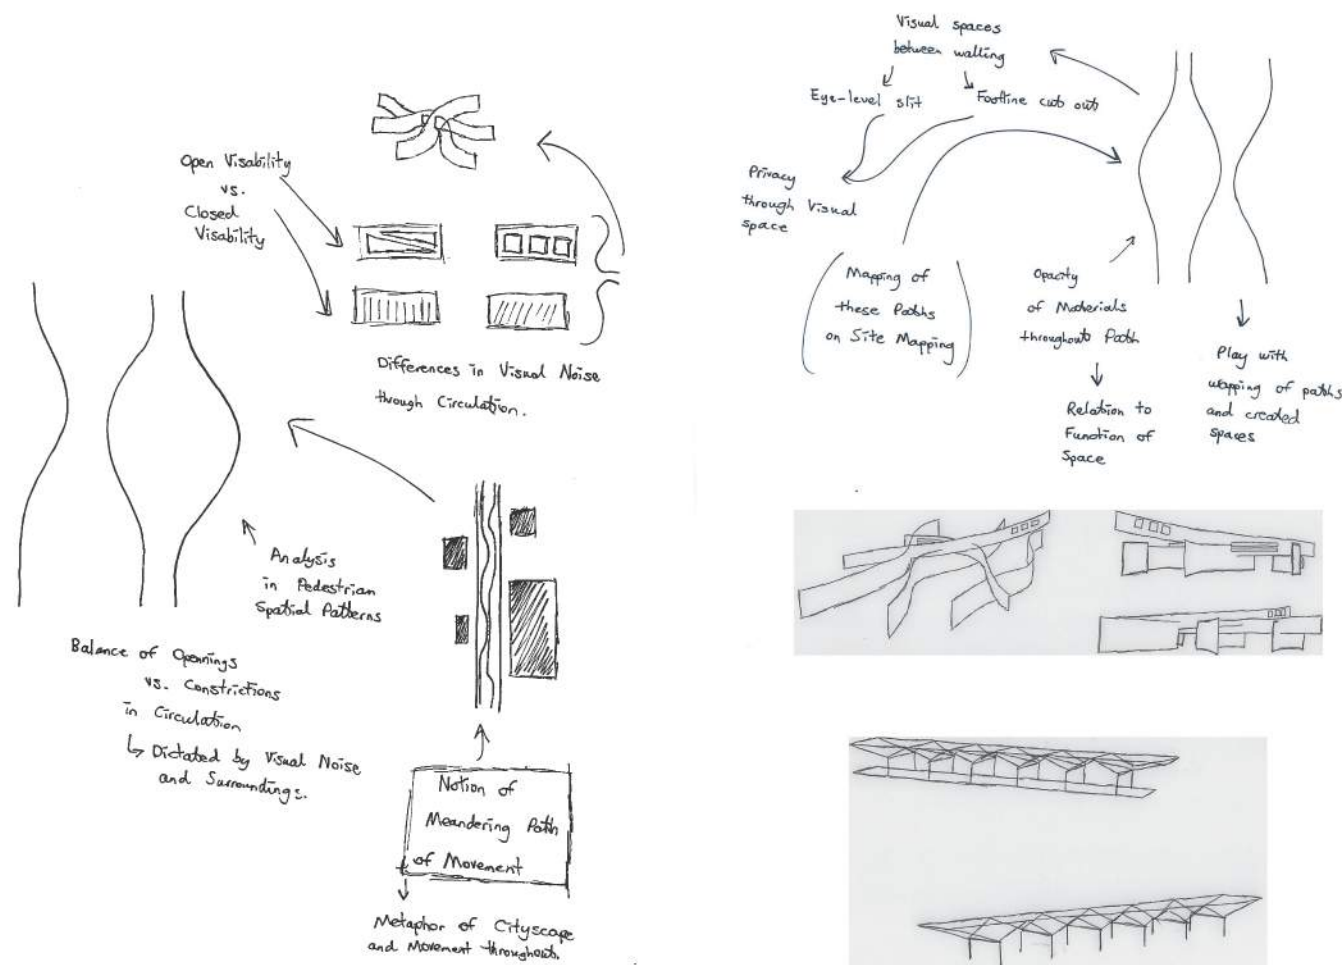 Open Visability
vs.
Closed
Visability
Differences in Visual Noise
through Circulation.
Analysis
in Pedestrian
Spatial Patterns
Balance of Opennings
vs. Constrictions
in Circulation
↳ Dictated by Visual Noise
and Surroundings.
Notion of
Meandering Path
of Movement
Metaphor of Cityscape
and Movement throughout.
Visual spaces
between walling
Eye-level slit
Footline cut outs
Privacy
through Visual
space
Mapping of
these Paths
on Site Mapping
Opacity
of Materials
throughout Path
Relation to
Function of
Space
Play with
wapping of paths
and created
spaces